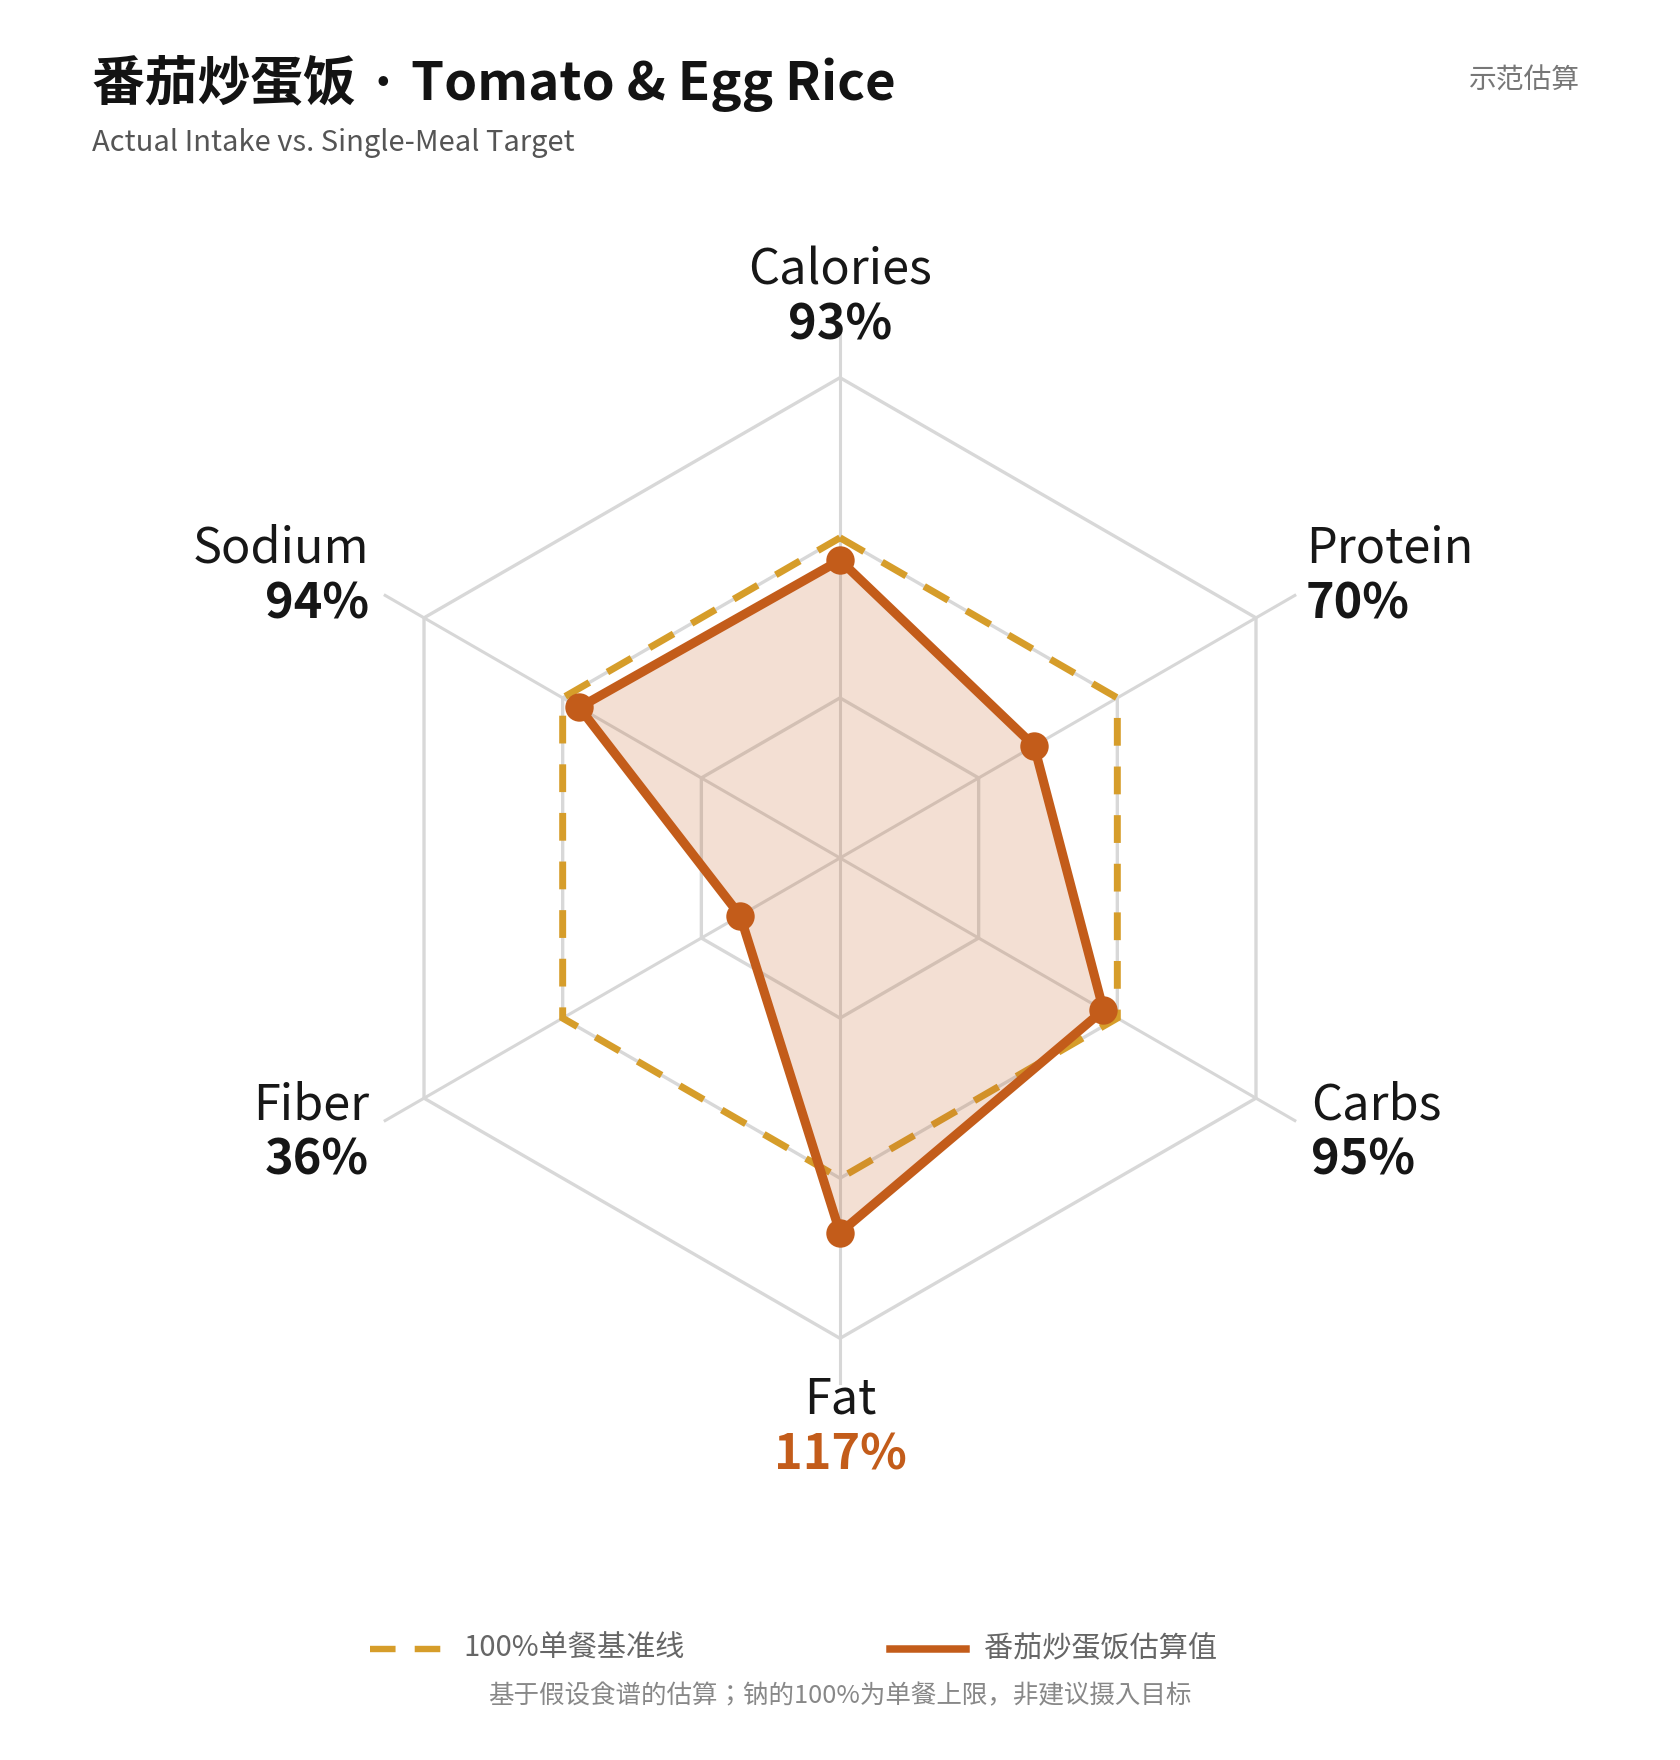 番茄炒蛋饭 · Tomato & Egg Rice
示范估算
Actual Intake vs. Single-Meal Target
Calories
93%
Sodium
94%
Protein
70%
Fiber
36%
Carbs
95%
Fat
117%
100%单餐基准线
番茄炒蛋饭估算值
基于假设食谱的估算；钠的100%为单餐上限，非建议摄入目标